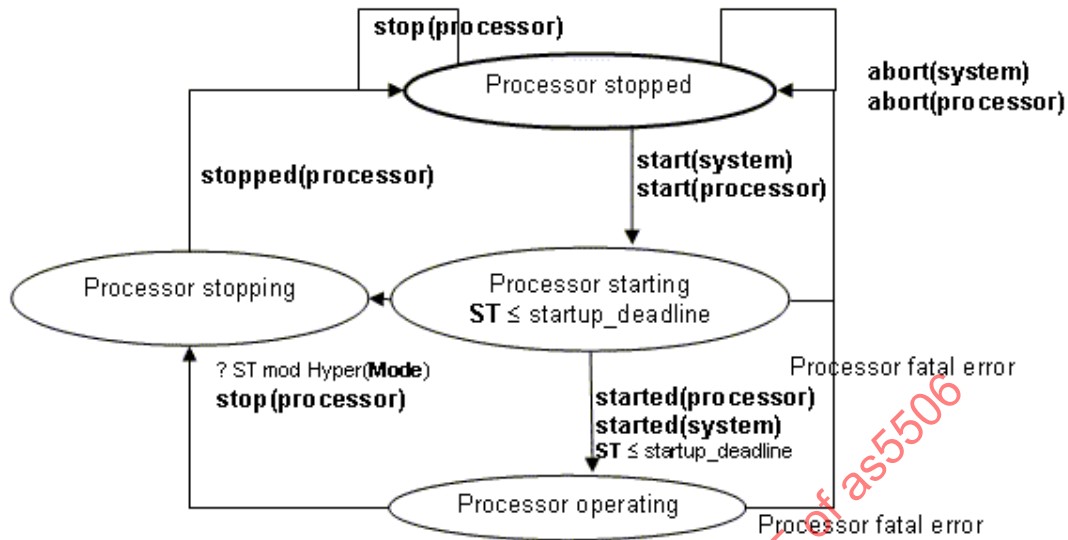 stop(processor)
Processor stopped
abort(system)
abort(processor)
start(system)
start(processor)
stopped(processor)
Processor stopping
Processor starting
ST ≤ startup_deadline
? ST mod Hyper(Mode)
stop(processor)
Processor fatal error
started(processor)
started(system)
ST ≤ startup_deadline
Processor operating
Processor fatal error
of as5506